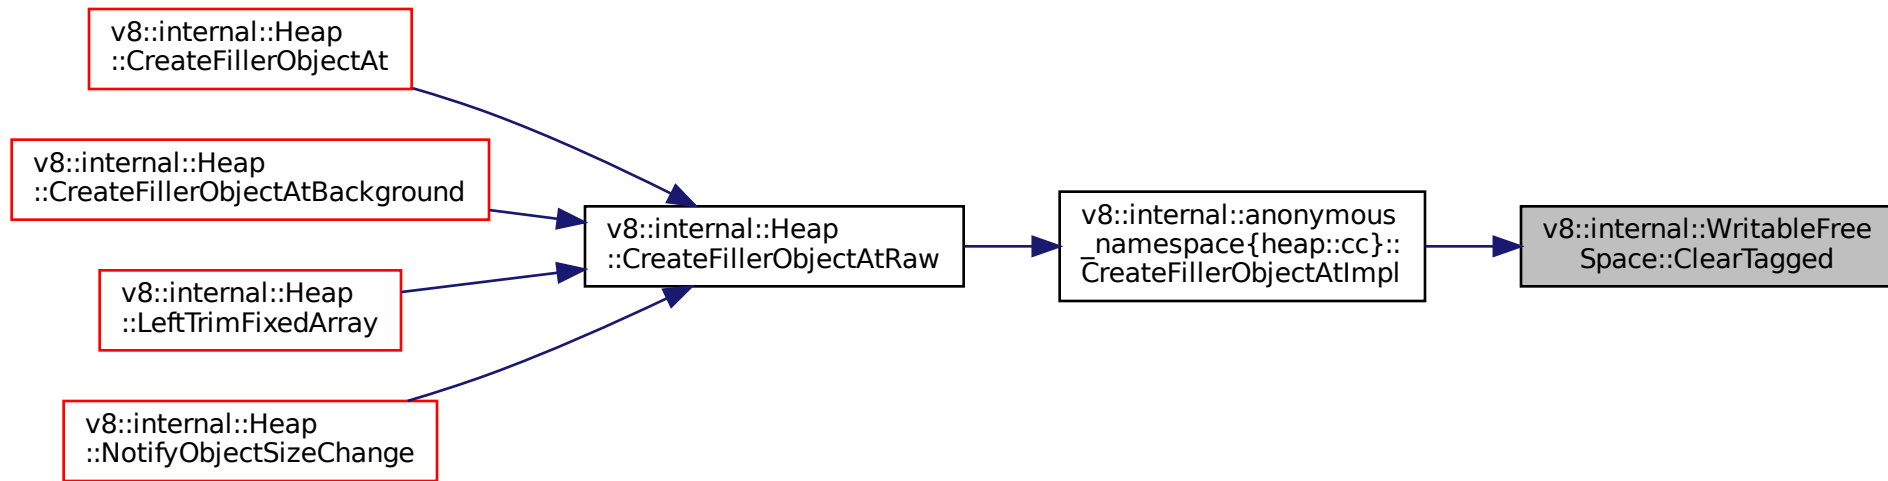 v8::internal::Heap
::CreateFillerObjectAt
v8::internal::Heap
::CreateFillerObjectAtBackground
v8::internal::Heap
::LeftTrimFixedArray
v8::internal::Heap
::NotifyObjectSizeChange
v8::internal::Heap
::CreateFillerObjectAtRaw
v8::internal::anonymous
_namespace{heap::cc}::
CreateFillerObjectAtImpl
v8::internal::WritableFree
Space::ClearTagged